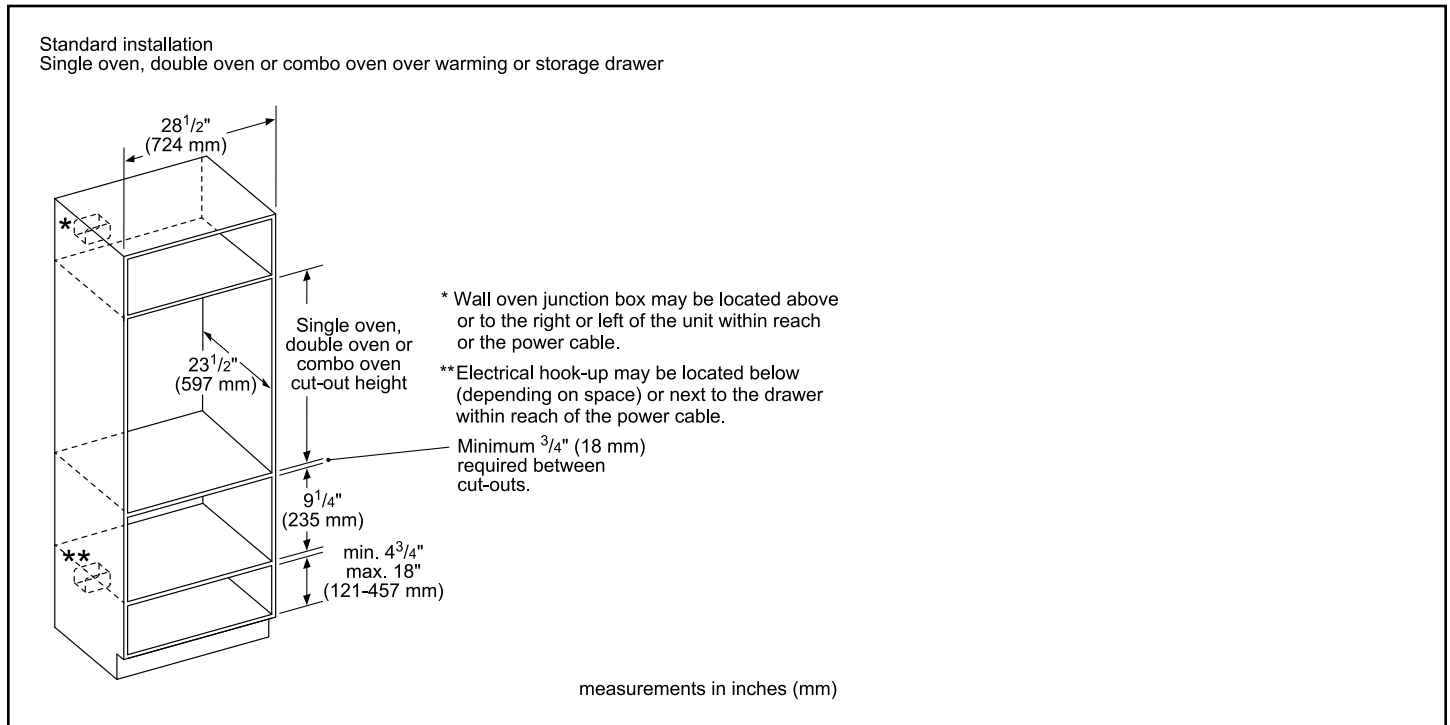 Standard installation
Single oven, double oven or combo oven over warming or storage drawer
28 1/2"
(724 mm)
*
Single oven,
double oven or
combo oven
cut-out height
23 1/2"
(597 mm)
* Wall oven junction box may be located above
or to the right or left of the unit within reach
or the power cable.
**Electrical hook-up may be located below
(depending on space) or next to the drawer
within reach of the power cable.
Minimum 3/4" (18 mm)
required between
cut-outs.
9 1/4"
(235 mm)
**
min. 4 3/4"
max. 18"
(121-457 mm)
measurements in inches (mm)